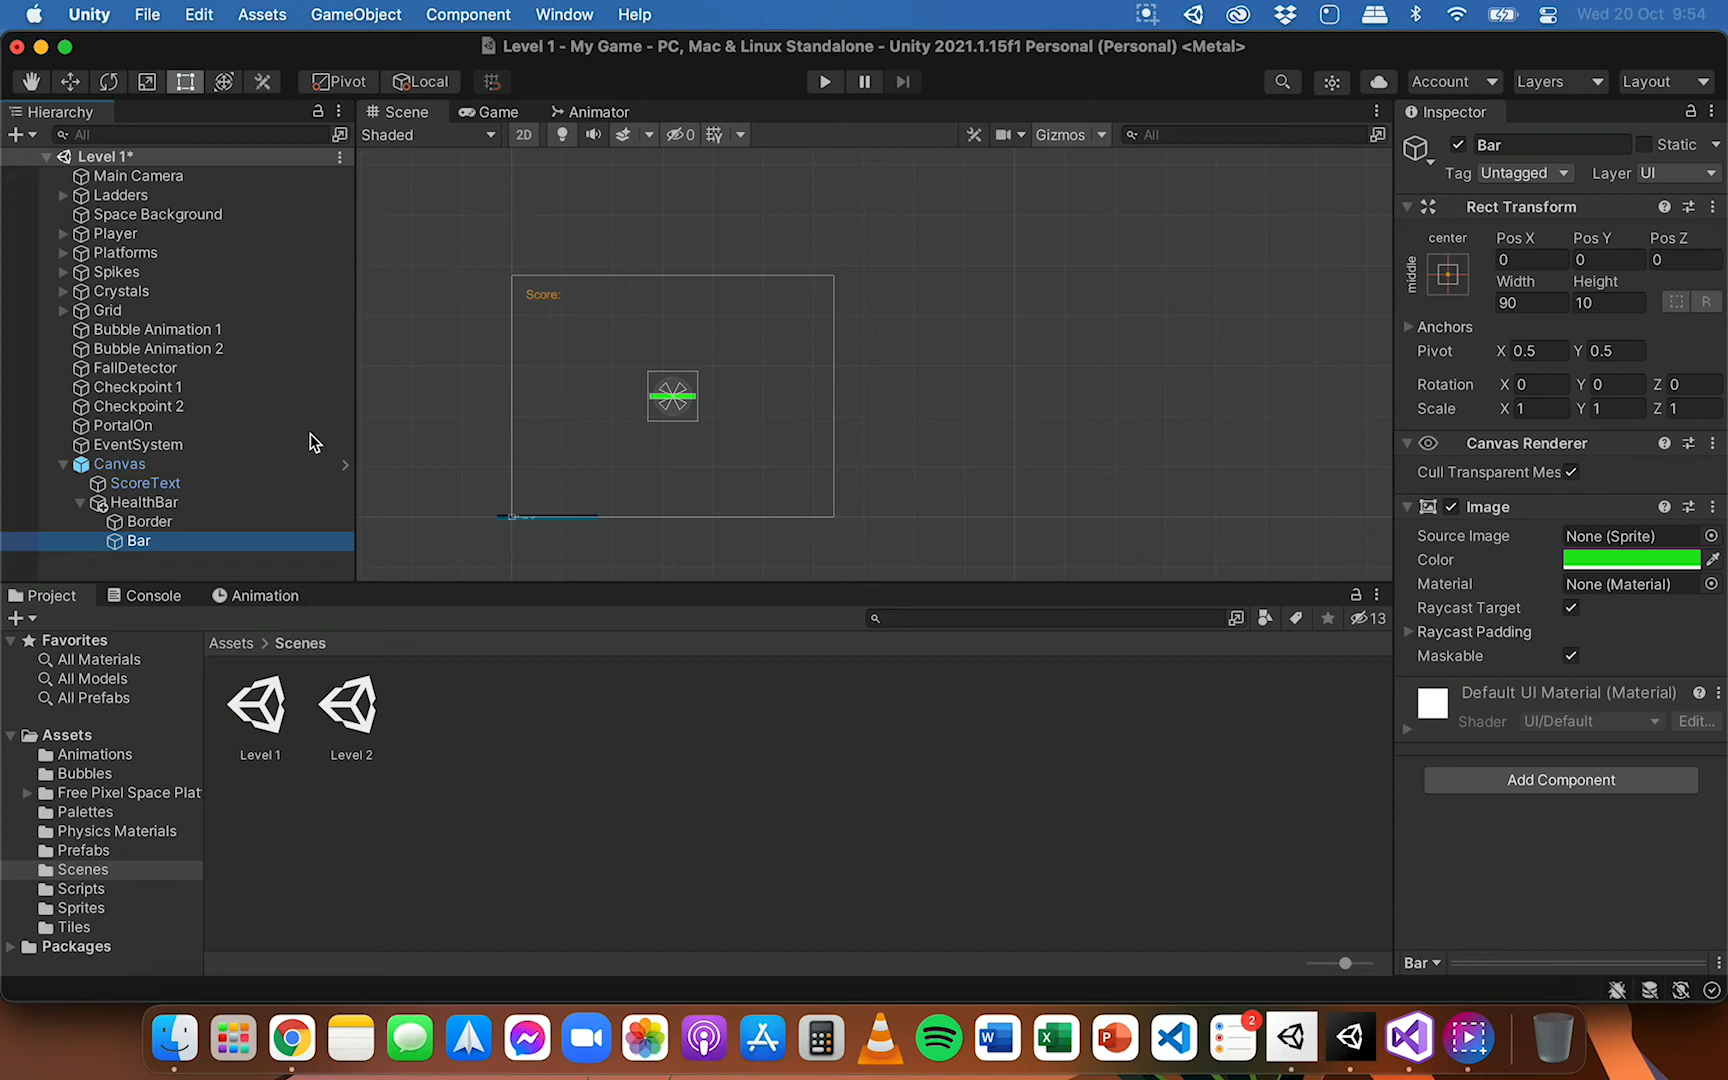 Unity File Edit Assets GameObject Component Window Help Wed 20 Oct 9:54
Level 1 - My Game - PC, Mac & Linux Standalone - Unity 2021.1.15f1 Personal (Personal) <Metal>
Pivot Local Account Layers Layout
Hierarchy Scene Game Animator Inspector
All Shaded 2D 0 Gizmos All
Bar Static
Tag Untagged Layer UI
Level 1*
Main Camera
Ladders
Space Background
Player
Platforms
Spikes
Crystals
Grid
Bubble Animation 1
Bubble Animation 2
FallDetector
Checkpoint 1
Checkpoint 2
PortalOn
EventSystem
Canvas
ScoreText
HealthBar
Border
Bar
Score:
Rect Transform
center Pos X Pos Y Pos Z
middle 0 0 0
Width Height
90 10 R
Anchors
Pivot X 0.5 Y 0.5
Rotation X 0 Y 0 Z 0
Scale X 1 Y 1 Z 1
Canvas Renderer
Cull Transparent Mes
Image
Source Image None (Sprite)
Color
Material None (Material)
Raycast Target
Raycast Padding
Maskable
Default UI Material (Material)
Shader UI/Default Edit...
Add Component
Bar
Project Console Animation
13
Favorites
All Materials
All Models
All Prefabs
Assets
Animations
Bubbles
Free Pixel Space Plat
Palettes
Physics Materials
Prefabs
Scenes
Scripts
Sprites
Tiles
Packages
Assets > Scenes
Level 1 Level 2
W X P 2